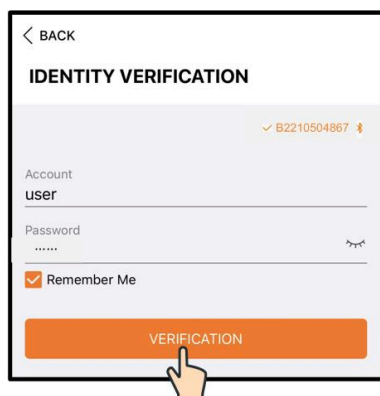 BACK
IDENTITY VERIFICATION
B2210504867
Account
user
Password
......
Remember Me
VERIFICATION